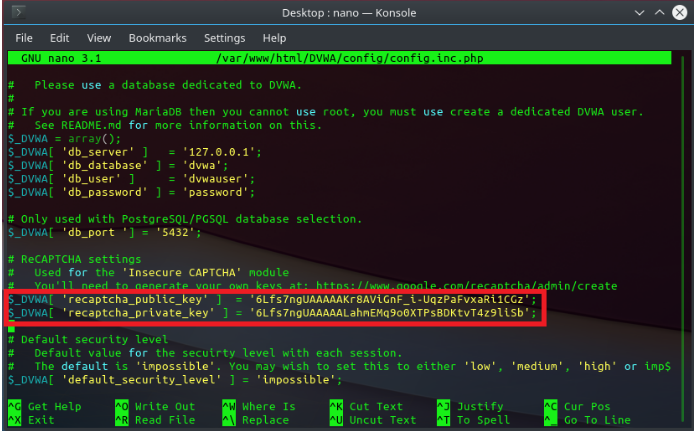 Desktop : nano — Konsole
File Edit View Bookmarks Settings Help
GNU nano 3.1 /var/www/html/DVWA/config/config.inc.php
# Please use a database dedicated to DVWA.
#
# If you are using MariaDB then you cannot use root, you must use create a dedicated DVWA user.
# See README.md for more information on this.
$_DVWA = array();
$_DVWA[ 'db_server' ] = '127.0.0.1';
$_DVWA[ 'db_database' ] = 'dvwa';
$_DVWA[ 'db_user' ] = 'dvwauser';
$_DVWA[ 'db_password' ] = 'password';
# Only used with PostgreSQL/PGSQL database selection.
$_DVWA[ 'db_port '] = '5432';
# ReCAPTCHA settings
# Used for the 'Insecure CAPTCHA' module
# You'll need to generate your own keys at: https://www.google.com/recaptcha/admin/create
$_DVWA[ 'recaptcha_public_key' ] = '6Lfs7ngUAAAAAKr8AViGnF_i-UqzPaFvxaRi1CGz';
$_DVWA[ 'recaptcha_private_key' ] = '6Lfs7ngUAAAAALahmEMq9o0XTPsBDKtvT4z9liSb';
# Default security level
# Default value for the secuirty level with each session.
# The default is 'impossible'. You may wish to set this to either 'low', 'medium', 'high' or imp$
$_DVWA[ 'default_security_level' ] = 'impossible';
^G Get Help ^O Write Out ^W Where Is ^K Cut Text ^J Justify ^C Cur Pos
^X Exit ^R Read File ^\ Replace ^U Uncut Text ^T To Spell ^_ Go To Line